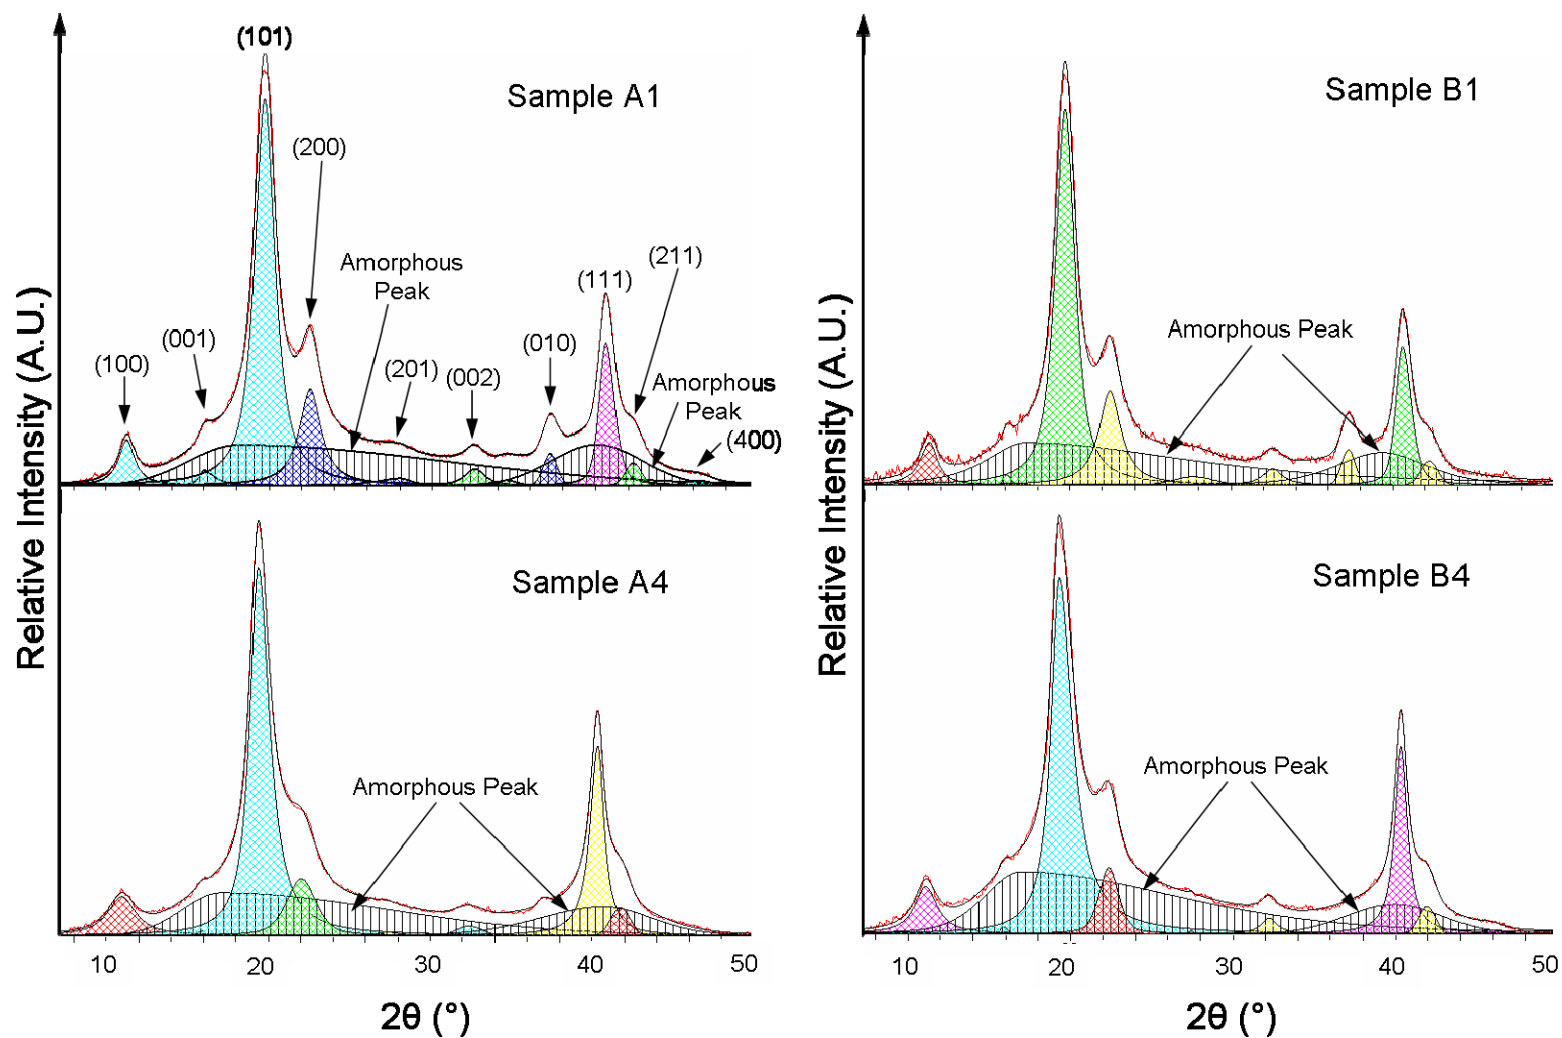 (101)
Sample A1
(200)
Amorphous
Peak
(211)
(111)
(001)
(100)
(201)
(002)
(010)
Amorphous
Peak
(400)
Relative Intensity (A.U.)
Sample A4
Amorphous Peak
10
20
30
40
50
2θ (°)
Sample B1
Amorphous Peak
Relative Intensity (A.U.)
Sample B4
Amorphous Peak
10
20
30
40
50
2θ (°)